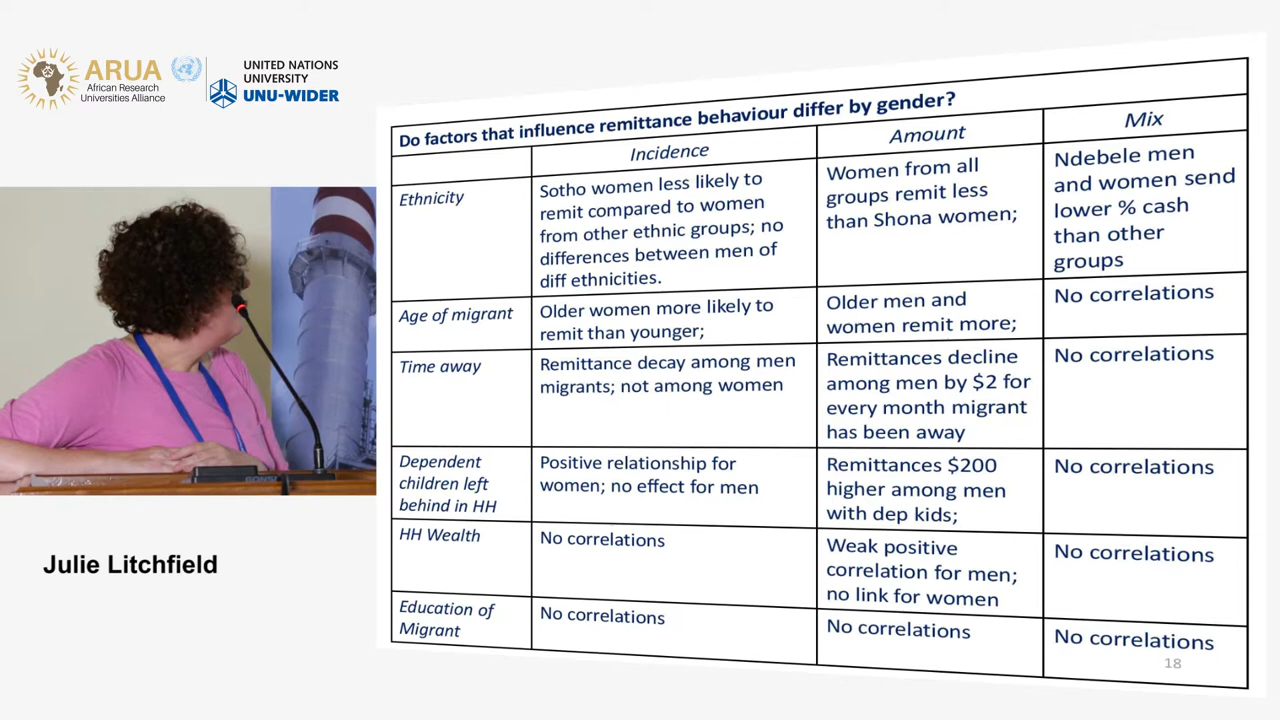 ARUA
African Research
Universities Alliance
UNITED NATIONS
UNIVERSITY
UNU-WIDER
Do factors that influence remittance behaviour differ by gender?
Incidence
Amount
Mix
Ethnicity
Sotho women less likely to
remit compared to women
from other ethnic groups; no
differences between men of
diff ethnicities.
Women from all
groups remit less
than Shona women;
Ndebele men
and women send
lower % cash
than other
groups
Age of migrant
Older women more likely to
remit than younger;
Older men and
women remit more;
No correlations
Time away
Remittance decay among men
migrants; not among women
Remittances decline
among men by $2 for
every month migrant
has been away
No correlations
Dependent
children left
behind in HH
Positive relationship for
women; no effect for men
Remittances $200
higher among men
with dep kids;
No correlations
HH Wealth
No correlations
Weak positive
correlation for men;
no link for women
No correlations
Education of
Migrant
No correlations
No correlations
No correlations
18
Julie Litchfield